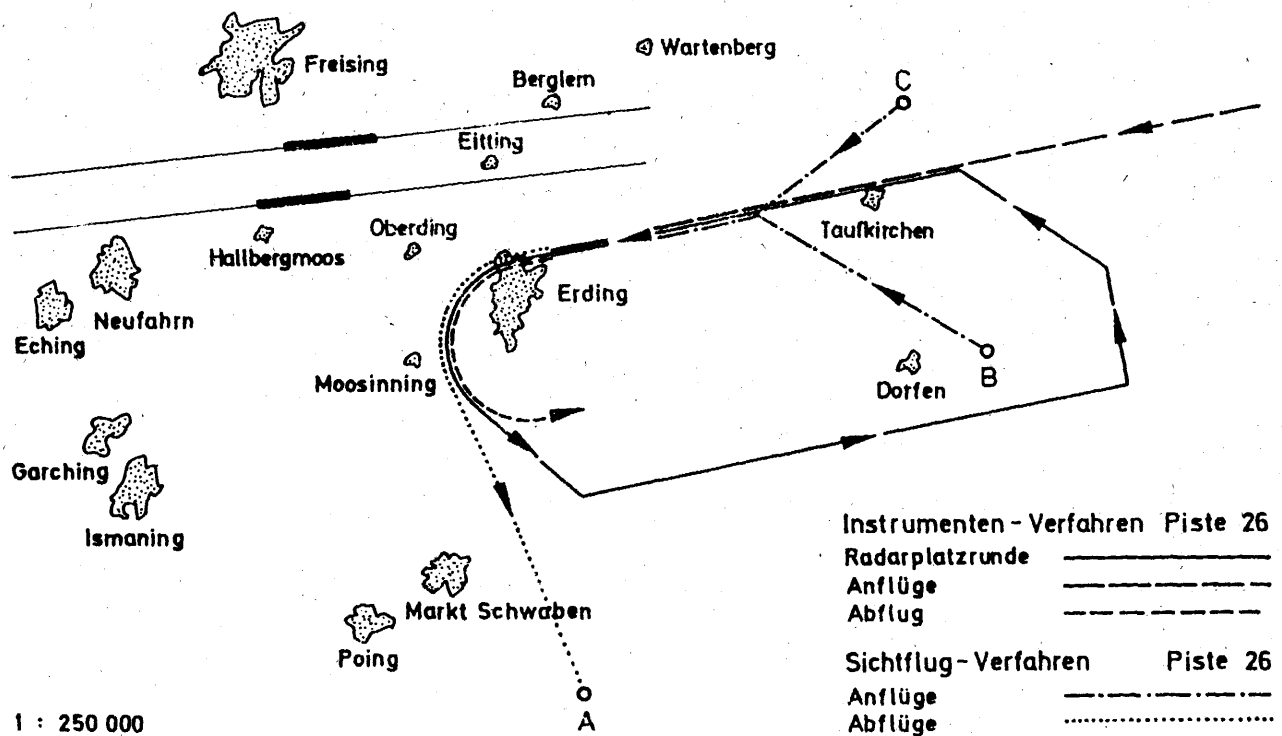 Wartenberg
Freising
Berglern
C
Eitting
Oberding
Taufkirchen
Hallbergmoos
Erding
Neufahrn
Eching
Moosinning
B
Dorfen
Garching
Ismaning
Markt Schwaben
Poing
A
1 : 250 000
Instrumenten - Verfahren Piste 26
Radarplatzrunde
Anflüge
Abflug
Sichtflug - Verfahren Piste 26
Anflüge
Abflüge